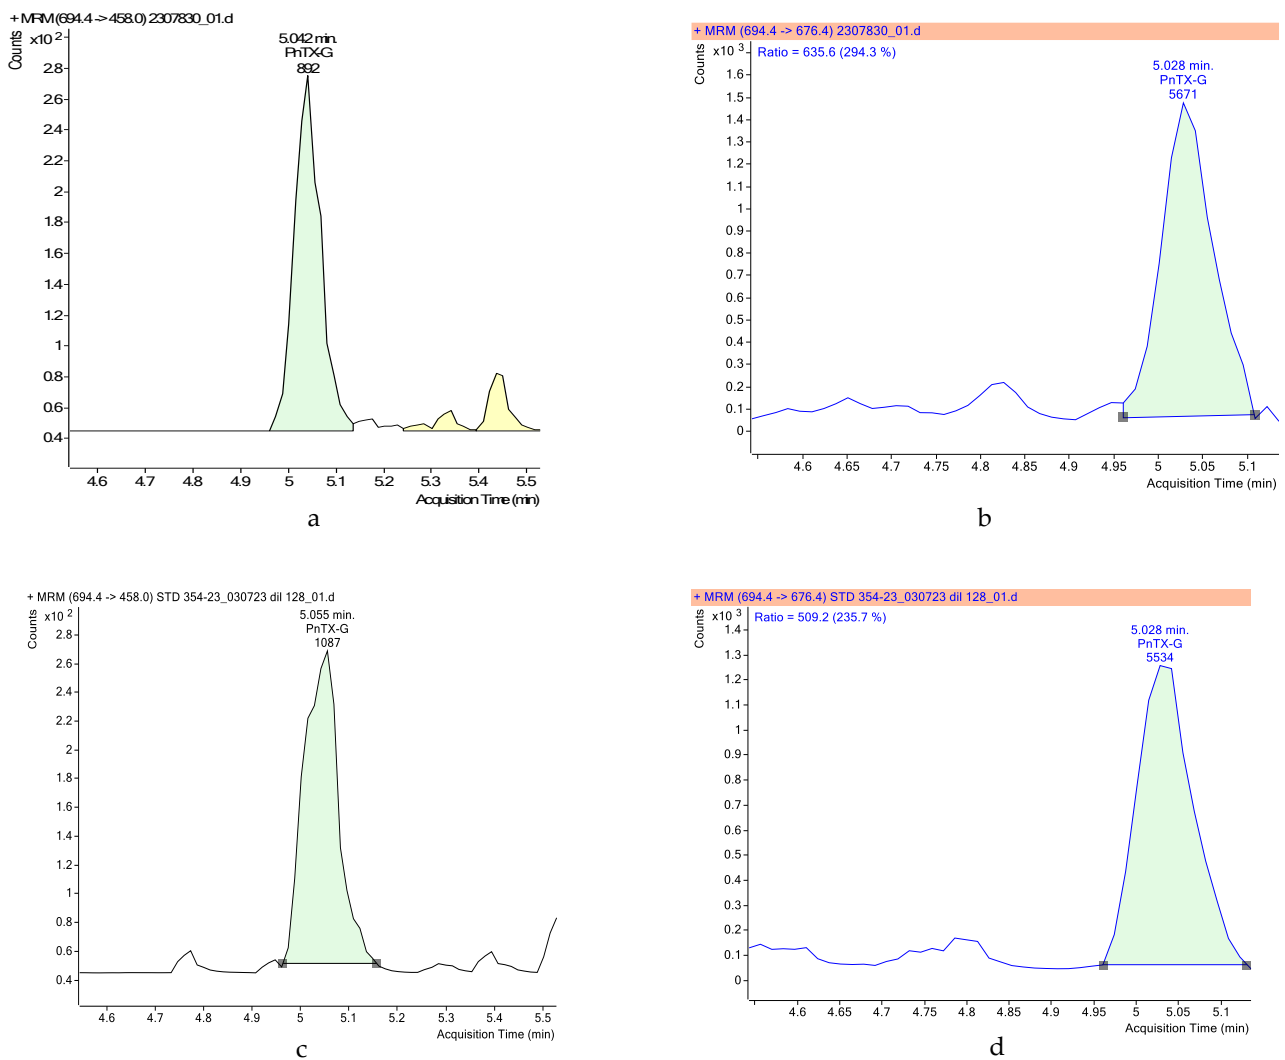 + MRM (694.4 -> 458.0) 2307830_01.d
Counts
x10 2
5.042 min.
PnTX-G
892
2.8
2.6
2.4
2.2
2
1.8
1.6
1.4
1.2
1
0.8
0.6
0.4
4.6 4.7 4.8 4.9 5 5.1 5.2 5.3 5.4 5.5
Acquisition Time (min)
a
+ MRM (694.4 -> 676.4) 2307830_01.d
Counts
x10 3
Ratio = 635.6 (294.3 %)
5.028 min.
PnTX-G
5671
1.6
1.5
1.4
1.3
1.2
1.1
1
0.9
0.8
0.7
0.6
0.5
0.4
0.3
0.2
0.1
0
4.6 4.65 4.7 4.75 4.8 4.85 4.9 4.95 5 5.05 5.1
Acquisition Time (min)
b
+ MRM (694.4 -> 458.0) STD 354-23_030723 dil 128_01.d
Counts
x10 2
5.055 min.
PnTX-G
1087
2.8
2.6
2.4
2.2
2
1.8
1.6
1.4
1.2
1
0.8
0.6
0.4
4.6 4.7 4.8 4.9 5 5.1 5.2 5.3 5.4 5.5
Acquisition Time (min)
c
+ MRM (694.4 -> 676.4) STD 354-23_030723 dil 128_01.d
Counts
x10 3
Ratio = 509.2 (235.7 %)
5.028 min.
PnTX-G
5534
1.4
1.3
1.2
1.1
1
0.9
0.8
0.7
0.6
0.5
0.4
0.3
0.2
0.1
0
4.6 4.65 4.7 4.75 4.8 4.85 4.9 4.95 5 5.05 5.1
Acquisition Time (min)
d